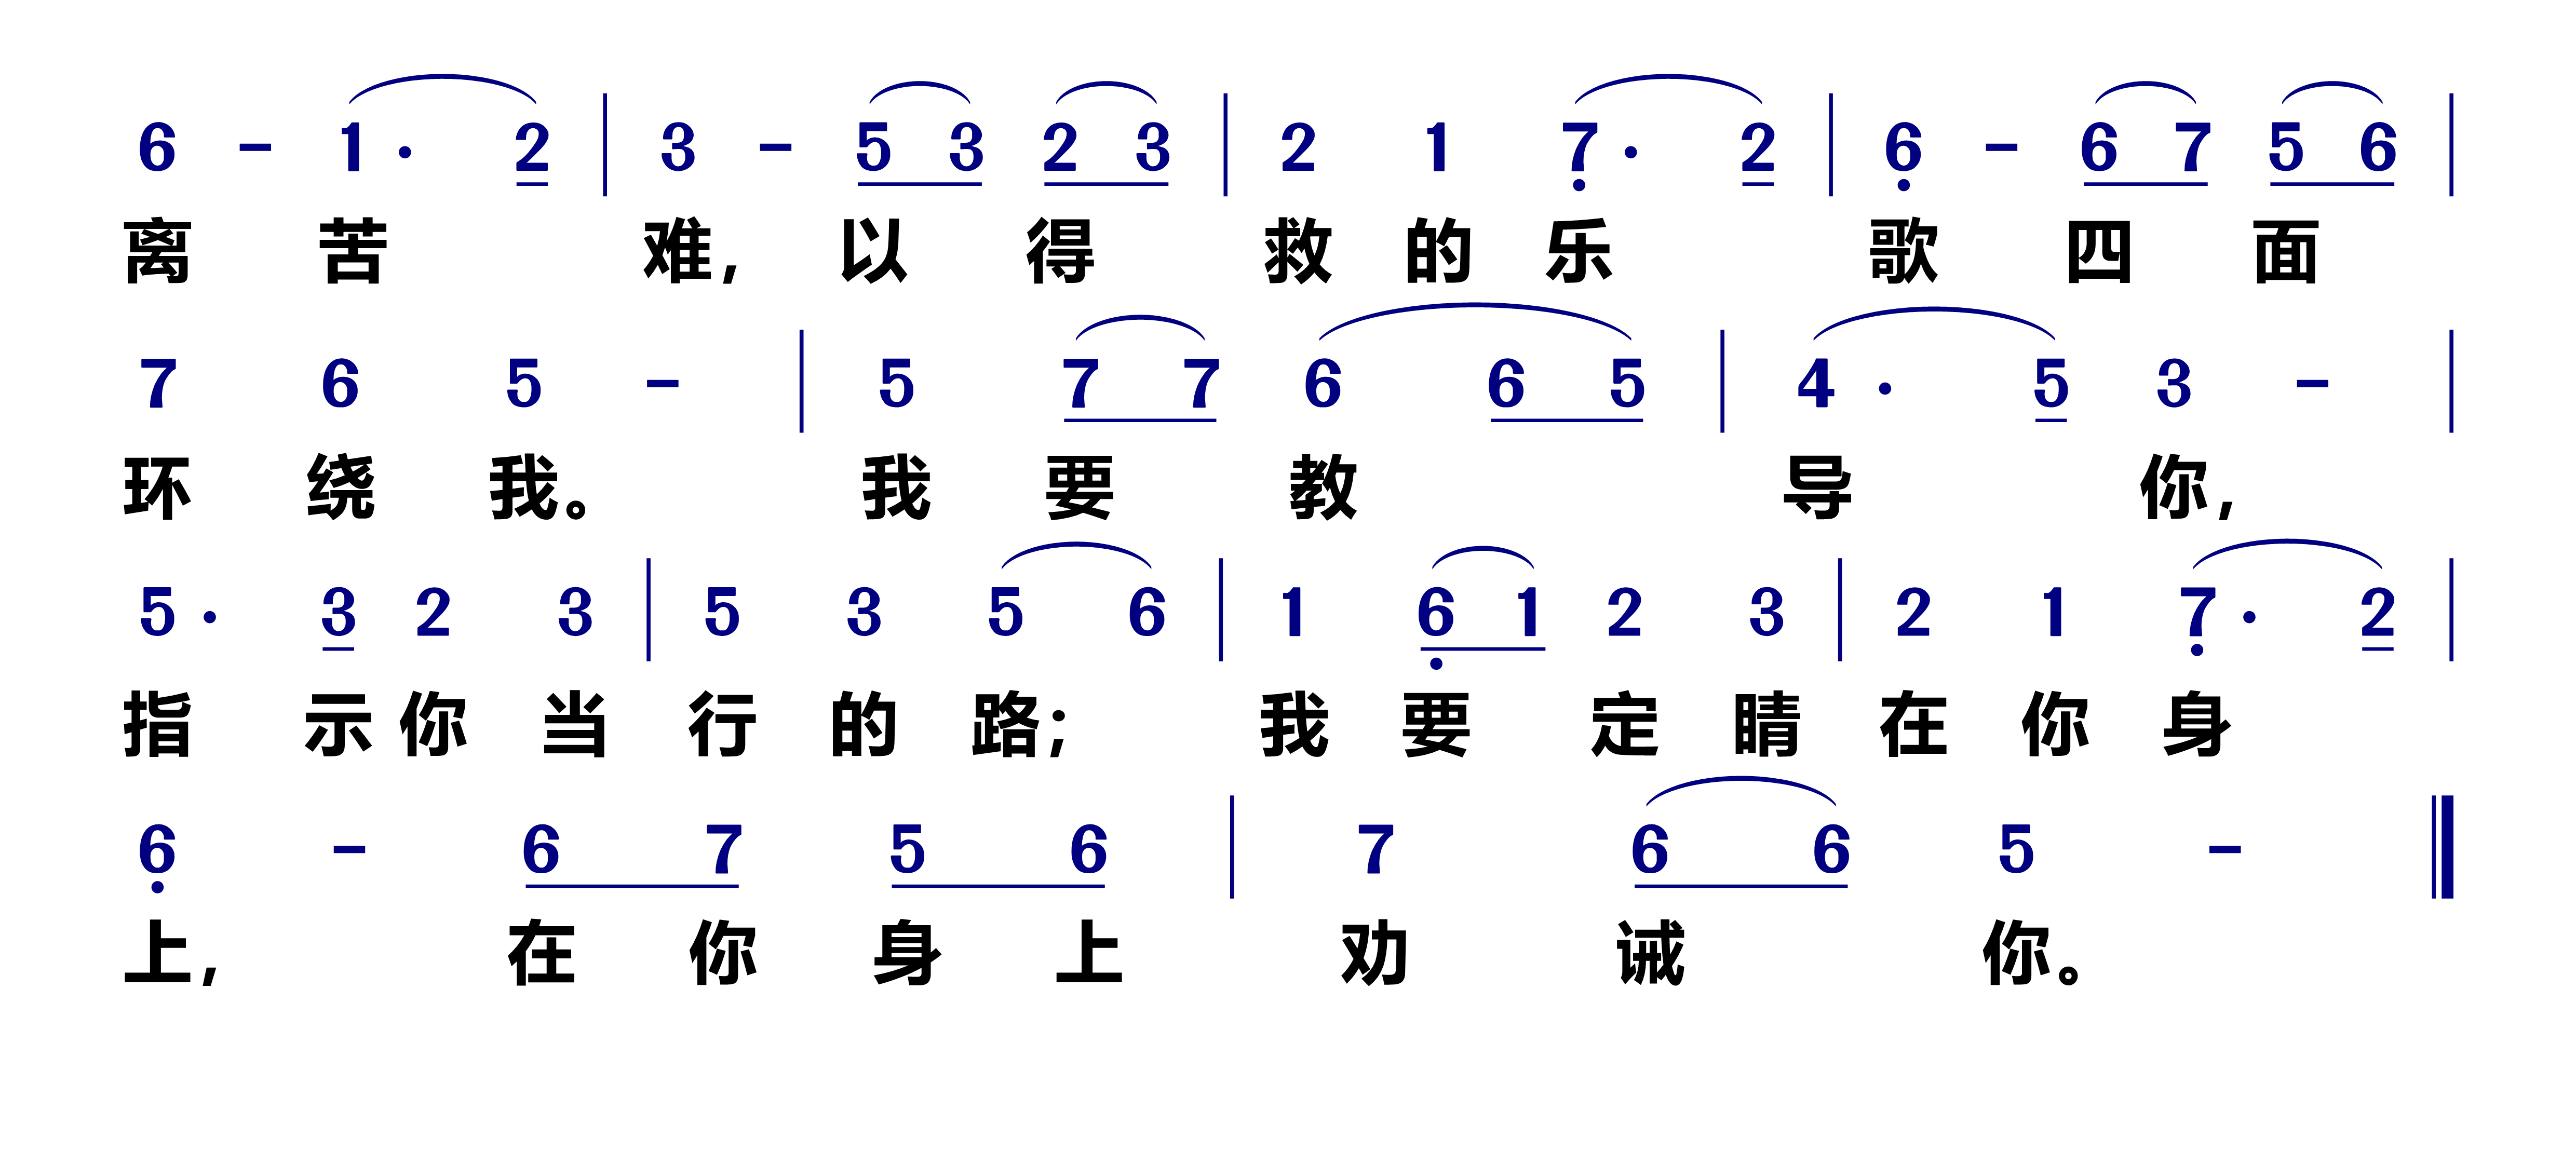 6 - 1· 2 | 3 - 5 3 2 3 | 2 1 7̣· 2 | 6̣ - 6 7 5 6 |
离 苦 难, 以 得 救 的 乐 歌 四 面
7 6 5 - | 5 7 7 6 6 5 | 4· 5 3 - |
环 绕 我。 我 要 教 导 你,
5· 3 2 3 | 5 3 5 6 | 1 6̣ 1 2 3 | 2 1 7̣· 2 |
指 示 你 当 行 的 路; 我 要 定 睛 在 你 身
6̣ - 6 7 5 6 | 7 6 6 5 - ‖
上, 在 你 身 上 劝 诫 你。